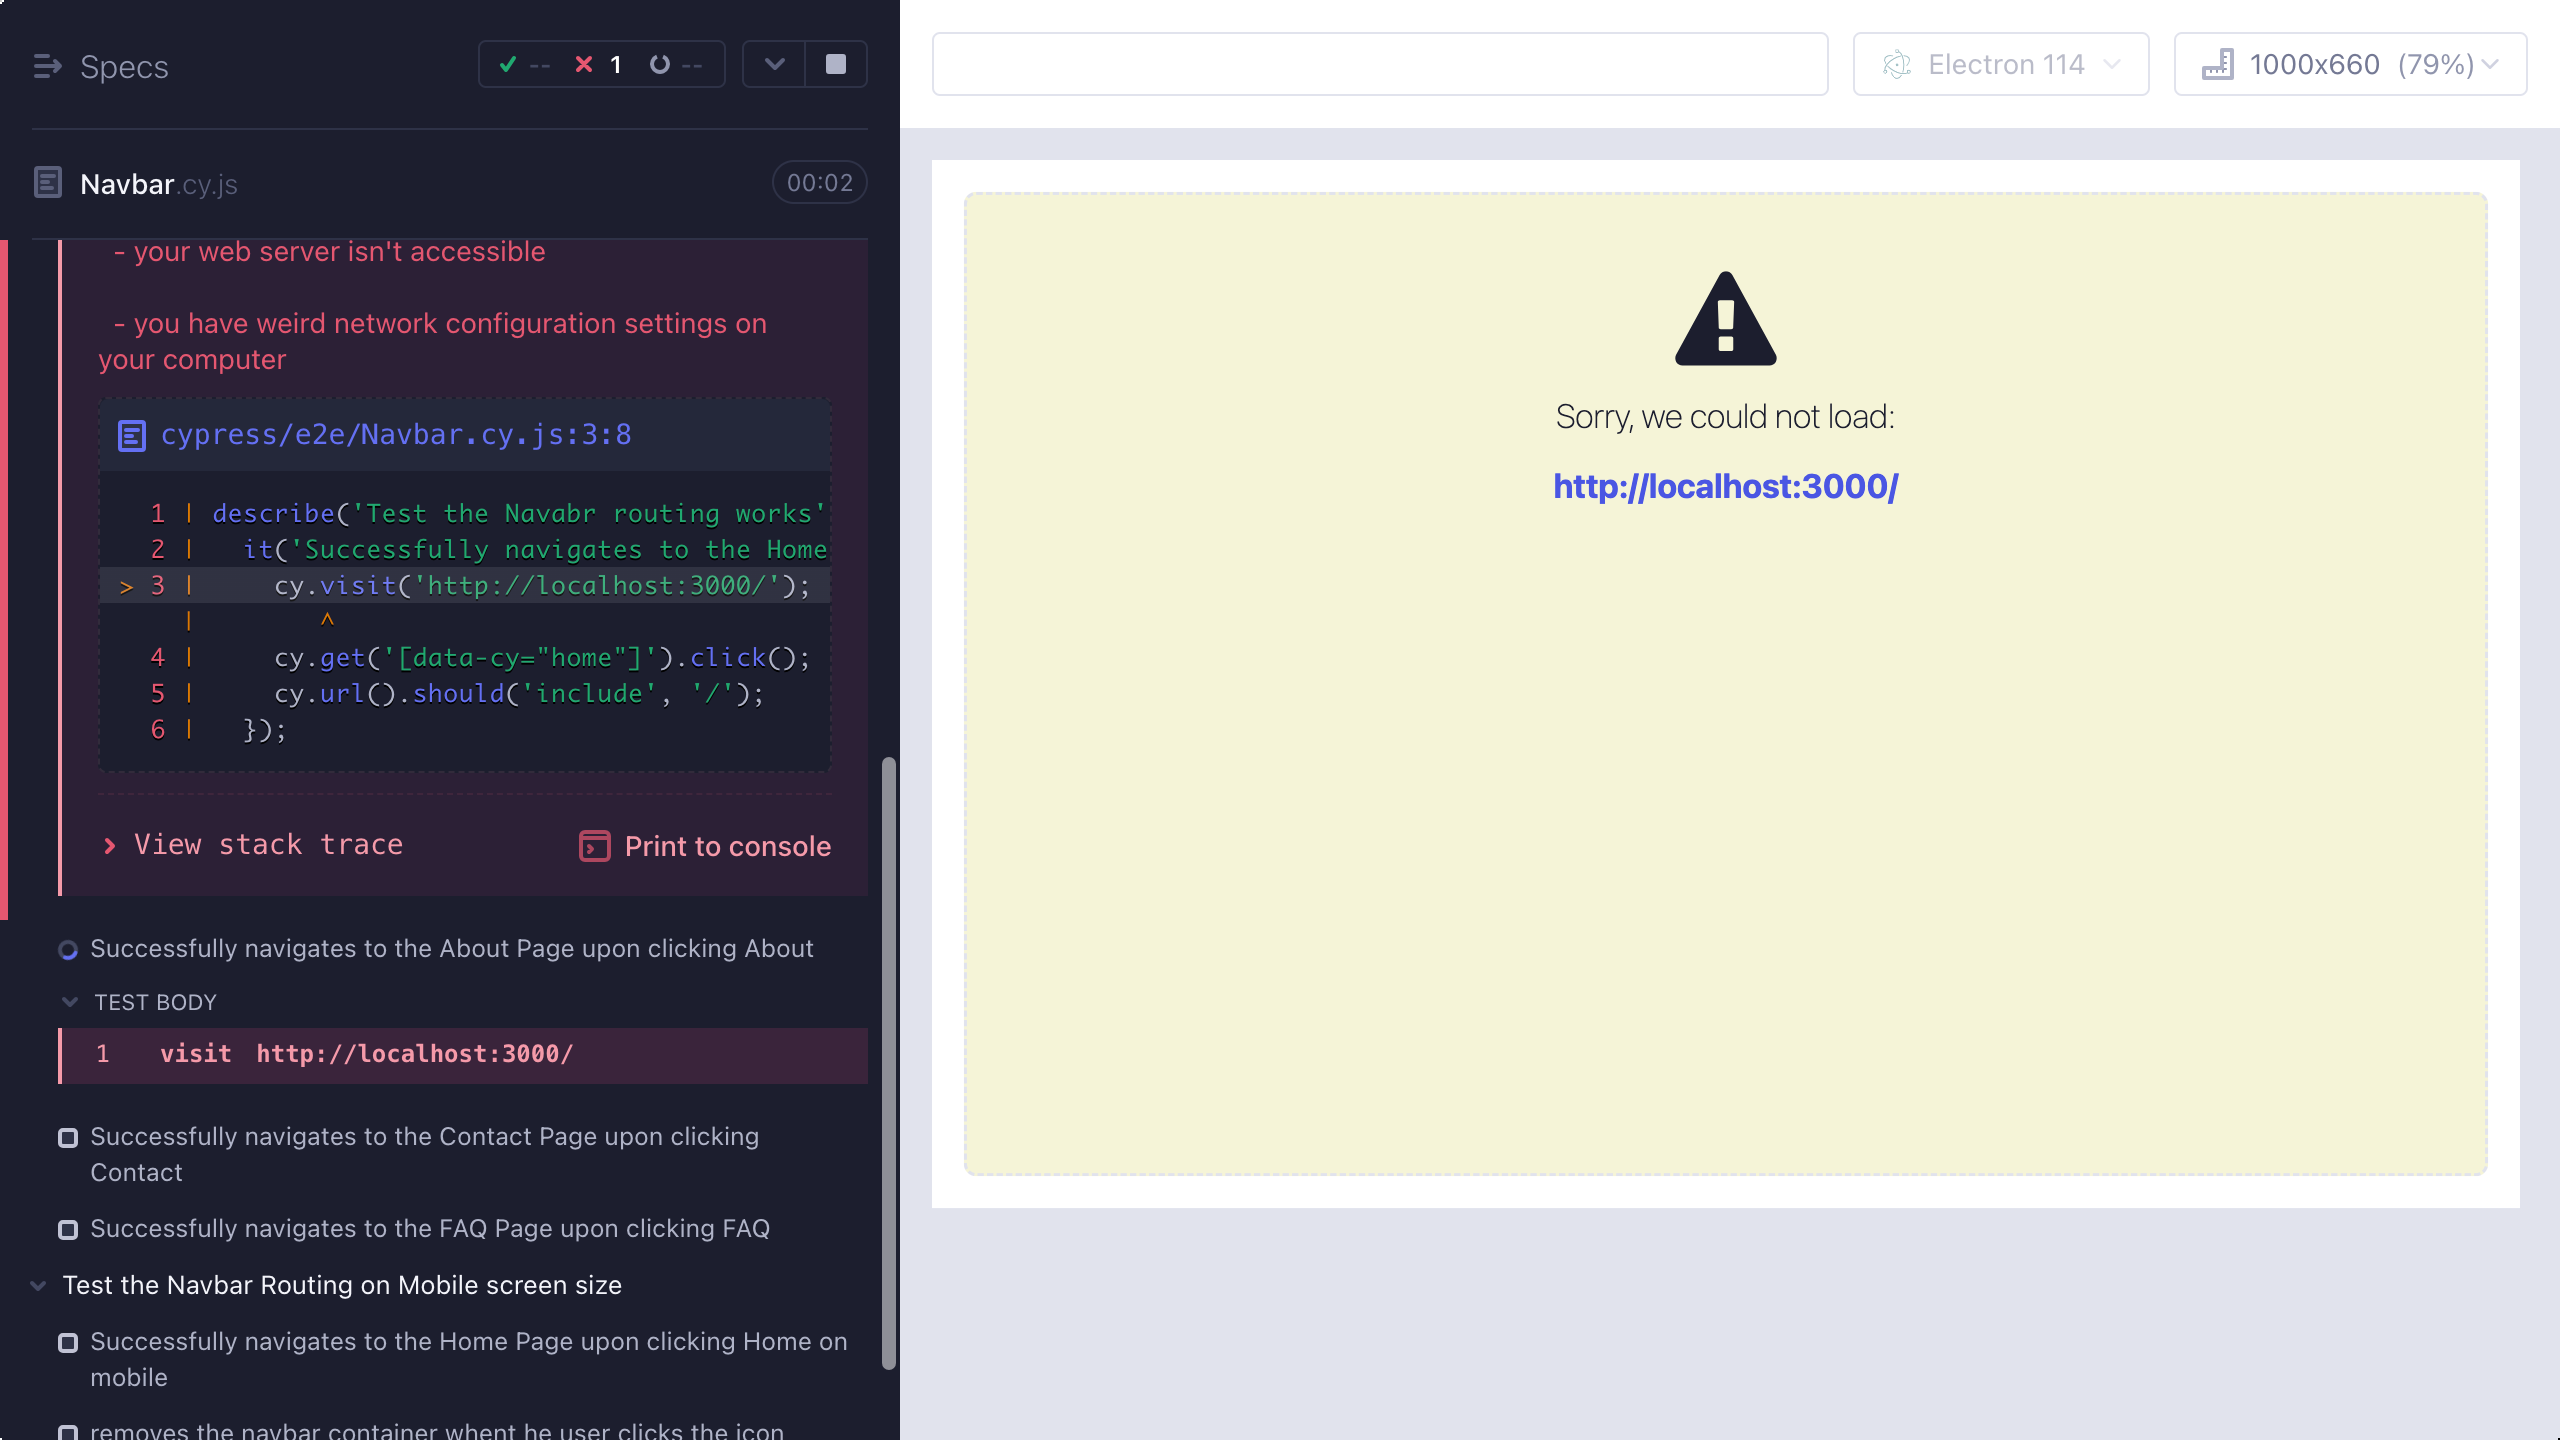 Specs
--
1
--
Navbar.cy.js
00:02
- your web server isn't accessible
- you have weird network configuration settings on
your computer
cypress/e2e/Navbar.cy.js:3:8
1 | describe('Test the Navabr routing works'
2 | it('Successfully navigates to the Home
> 3 | cy.visit('http://localhost:3000/');
| ^
4 | cy.get('[data-cy="home"]').click();
5 | cy.url().should('include', '/');
6 | });
View stack trace
Print to console
Successfully navigates to the About Page upon clicking About
TEST BODY
1 visit http://localhost:3000/
Successfully navigates to the Contact Page upon clicking
Contact
Successfully navigates to the FAQ Page upon clicking FAQ
Test the Navbar Routing on Mobile screen size
Successfully navigates to the Home Page upon clicking Home on
mobile
removes the navbar container whent he user clicks the icon
Electron 114
1000x660 (79%)
Sorry, we could not load:
http://localhost:3000/